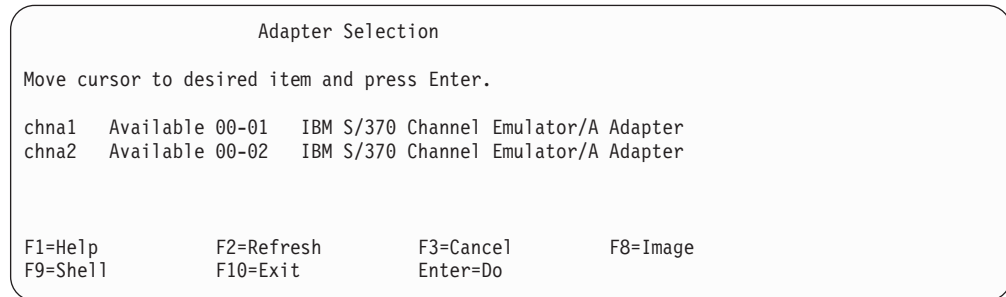 Adapter Selection
Move cursor to desired item and press Enter.
chna1 Available 00-01 IBM S/370 Channel Emulator/A Adapter
chna2 Available 00-02 IBM S/370 Channel Emulator/A Adapter
F1=Help F2=Refresh F3=Cancel F8=Image
F9=Shell F10=Exit Enter=Do